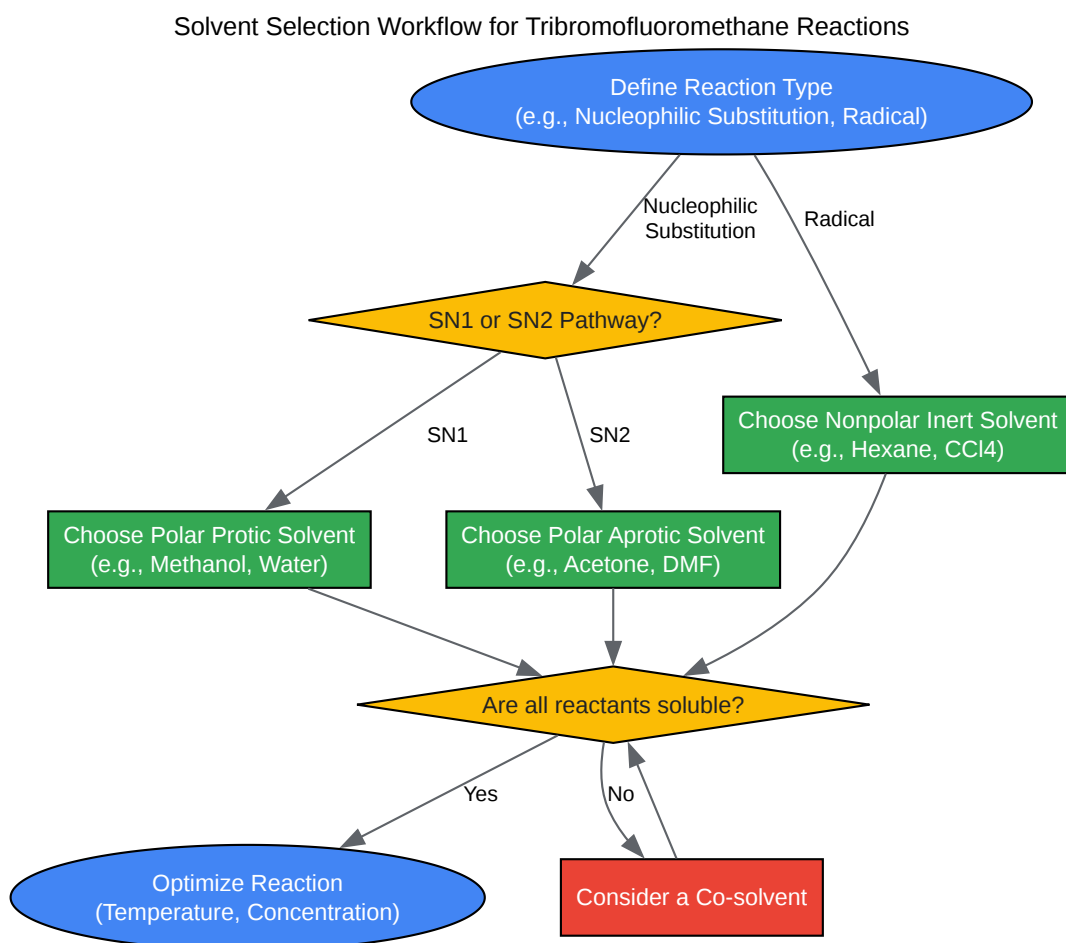 Solvent Selection Workflow for Tribromofluoromethane Reactions
Define Reaction Type
(e.g., Nucleophilic Substitution, Radical)
Nucleophilic
Substitution
Radical
SN1 or SN2 Pathway?
Choose Nonpolar Inert Solvent
(e.g., Hexane, CCl4)
SN1
SN2
Choose Polar Protic Solvent
(e.g., Methanol, Water)
Choose Polar Aprotic Solvent
(e.g., Acetone, DMF)
Are all reactants soluble?
Yes
No
Optimize Reaction
(Temperature, Concentration)
Consider a Co-solvent